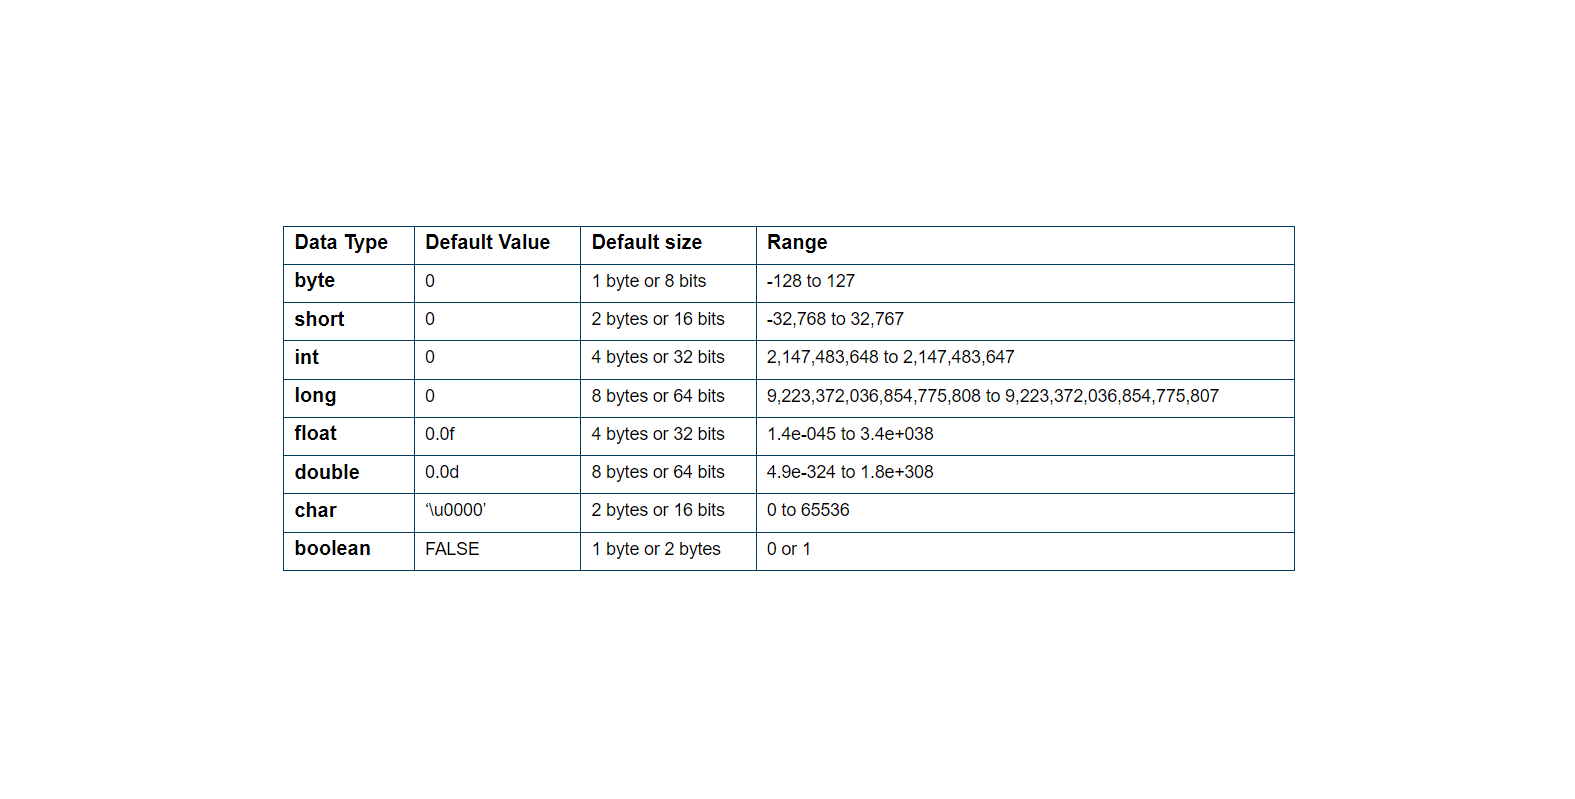 Data Type Default Value Default size Range
byte 0 1 byte or 8 bits -128 to 127
short 0 2 bytes or 16 bits -32,768 to 32,767
int 0 4 bytes or 32 bits 2,147,483,648 to 2,147,483,647
long 0 8 bytes or 64 bits 9,223,372,036,854,775,808 to 9,223,372,036,854,775,807
float 0.0f 4 bytes or 32 bits 1.4e-045 to 3.4e+038
double 0.0d 8 bytes or 64 bits 4.9e-324 to 1.8e+308
char ‘\u0000’ 2 bytes or 16 bits 0 to 65536
boolean FALSE 1 byte or 2 bytes 0 or 1